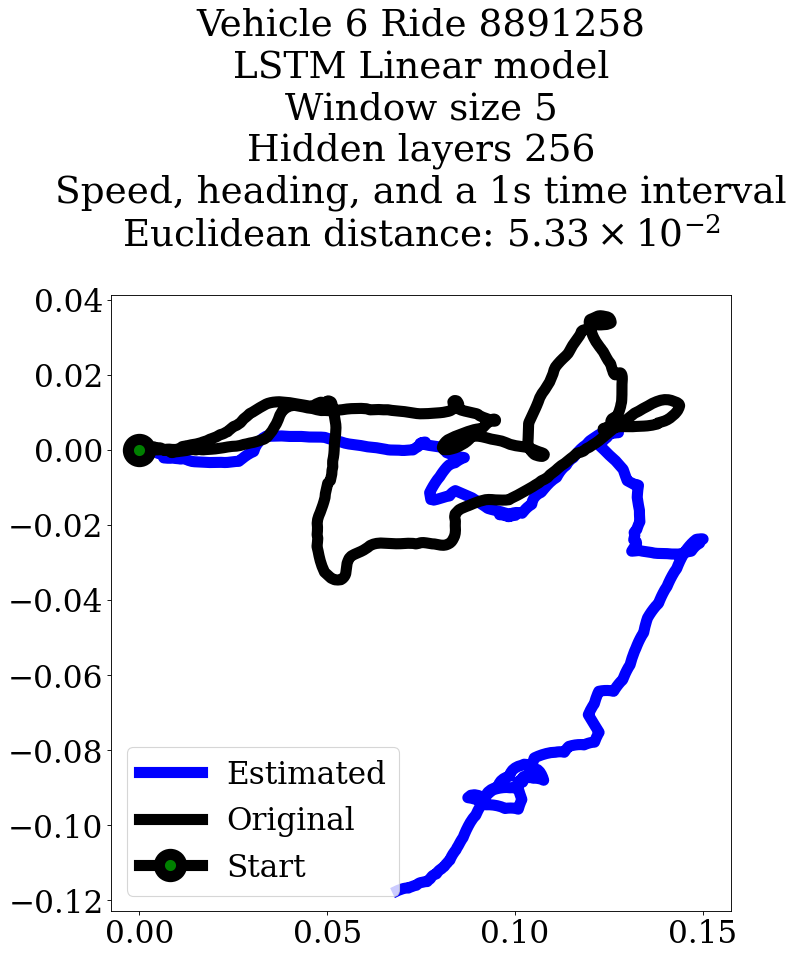 Vehicle 6 Ride 8891258
LSTM Linear model
Window size 5
Hidden layers 256
Speed, heading, and a 1s time interval
Euclidean distance: 5.33 × 10⁻²
0.04
0.02
0.00
−0.02
−0.04
−0.06
−0.08
−0.10
−0.12
Estimated
Original
Start
0.00 0.05 0.10 0.15